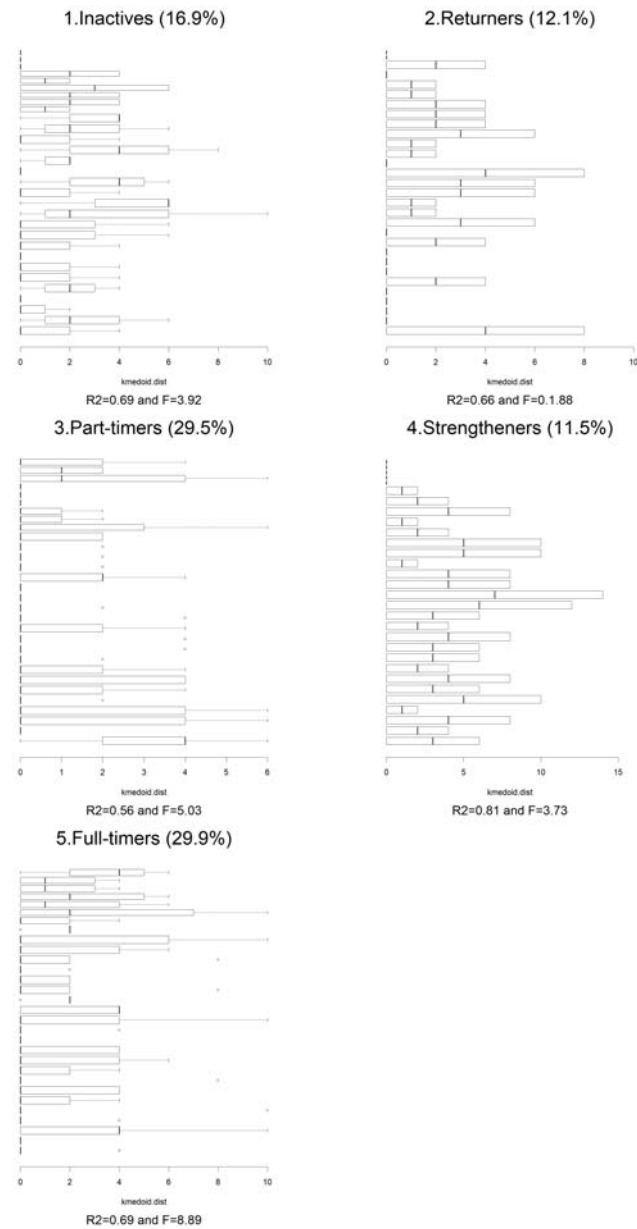 1.Inactives (16.9%)
2.Returners (12.1%)
0 2 4 6 8 10
0 2 4 6 8 10
kmedoid.dist
kmedoid.dist
R2=0.69 and F=3.92
R2=0.66 and F=0.1.88
3.Part-timers (29.5%)
4.Strengtheners (11.5%)
0 1 2 3 4 5 6
0 5 10 15
kmedoid.dist
kmedoid.dist
R2=0.56 and F=5.03
R2=0.81 and F=3.73
5.Full-timers (29.9%)
0 2 4 6 8 10
kmedoid.dist
R2=0.69 and F=8.89